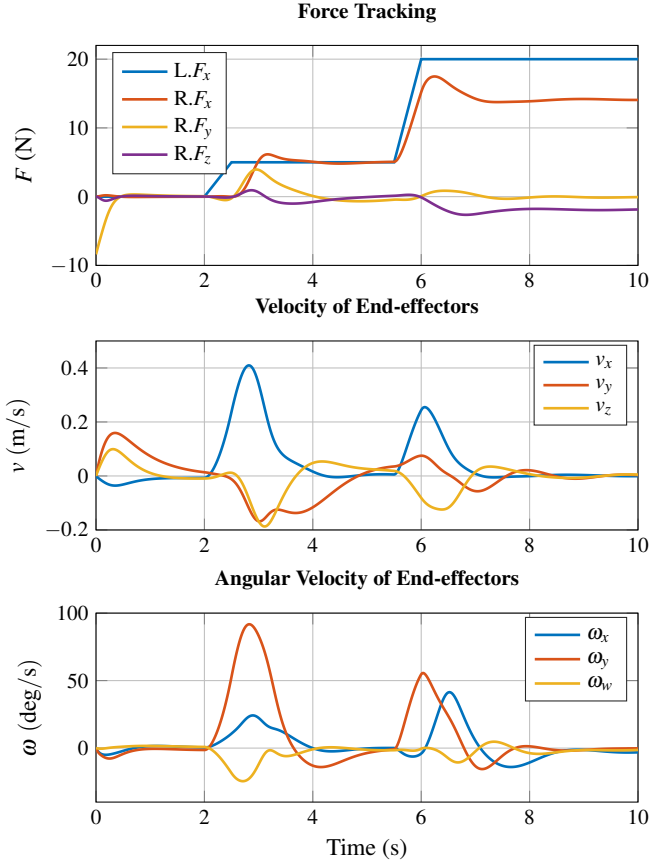 Force Tracking
20
10
0
−10
F (N)
L.Fx
R.Fx
R.Fy
R.Fz
0 2 4 6 8 10
Velocity of End-effectors
0.4
0.2
0
−0.2
v (m/s)
vx
vy
vz
0 2 4 6 8 10
Angular Velocity of End-effectors
100
50
0
ω (deg/s)
ωx
ωy
ωw
0 2 4 6 8 10
Time (s)